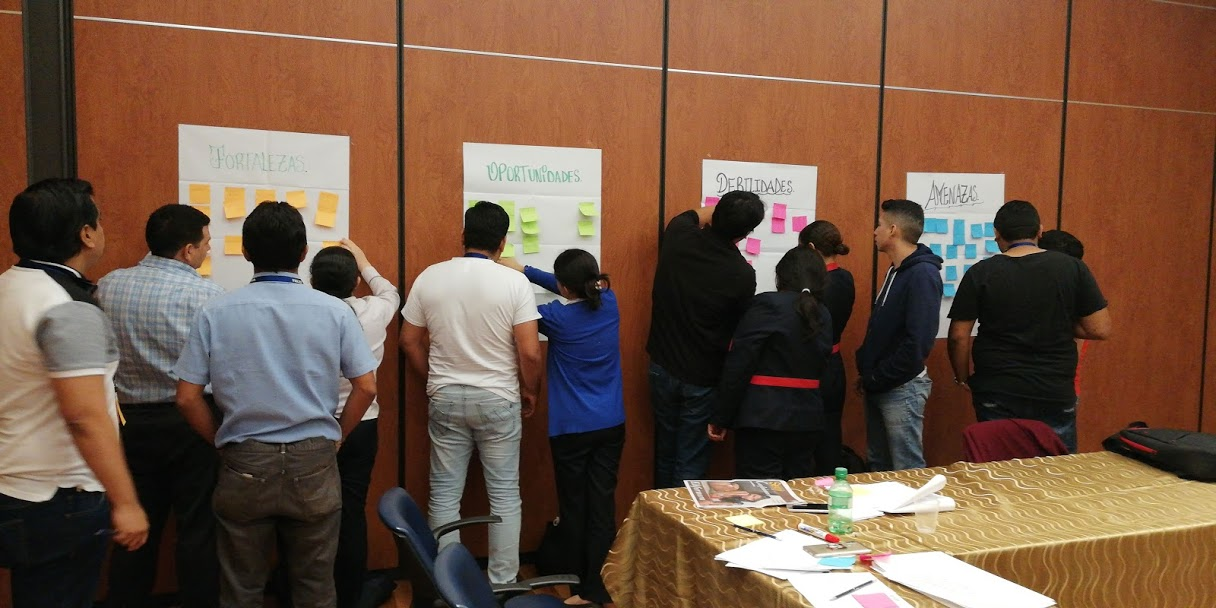 FORTALEZAS.
OPORTUNIDADES.
DEBILIDADES.
AMENAZAS.